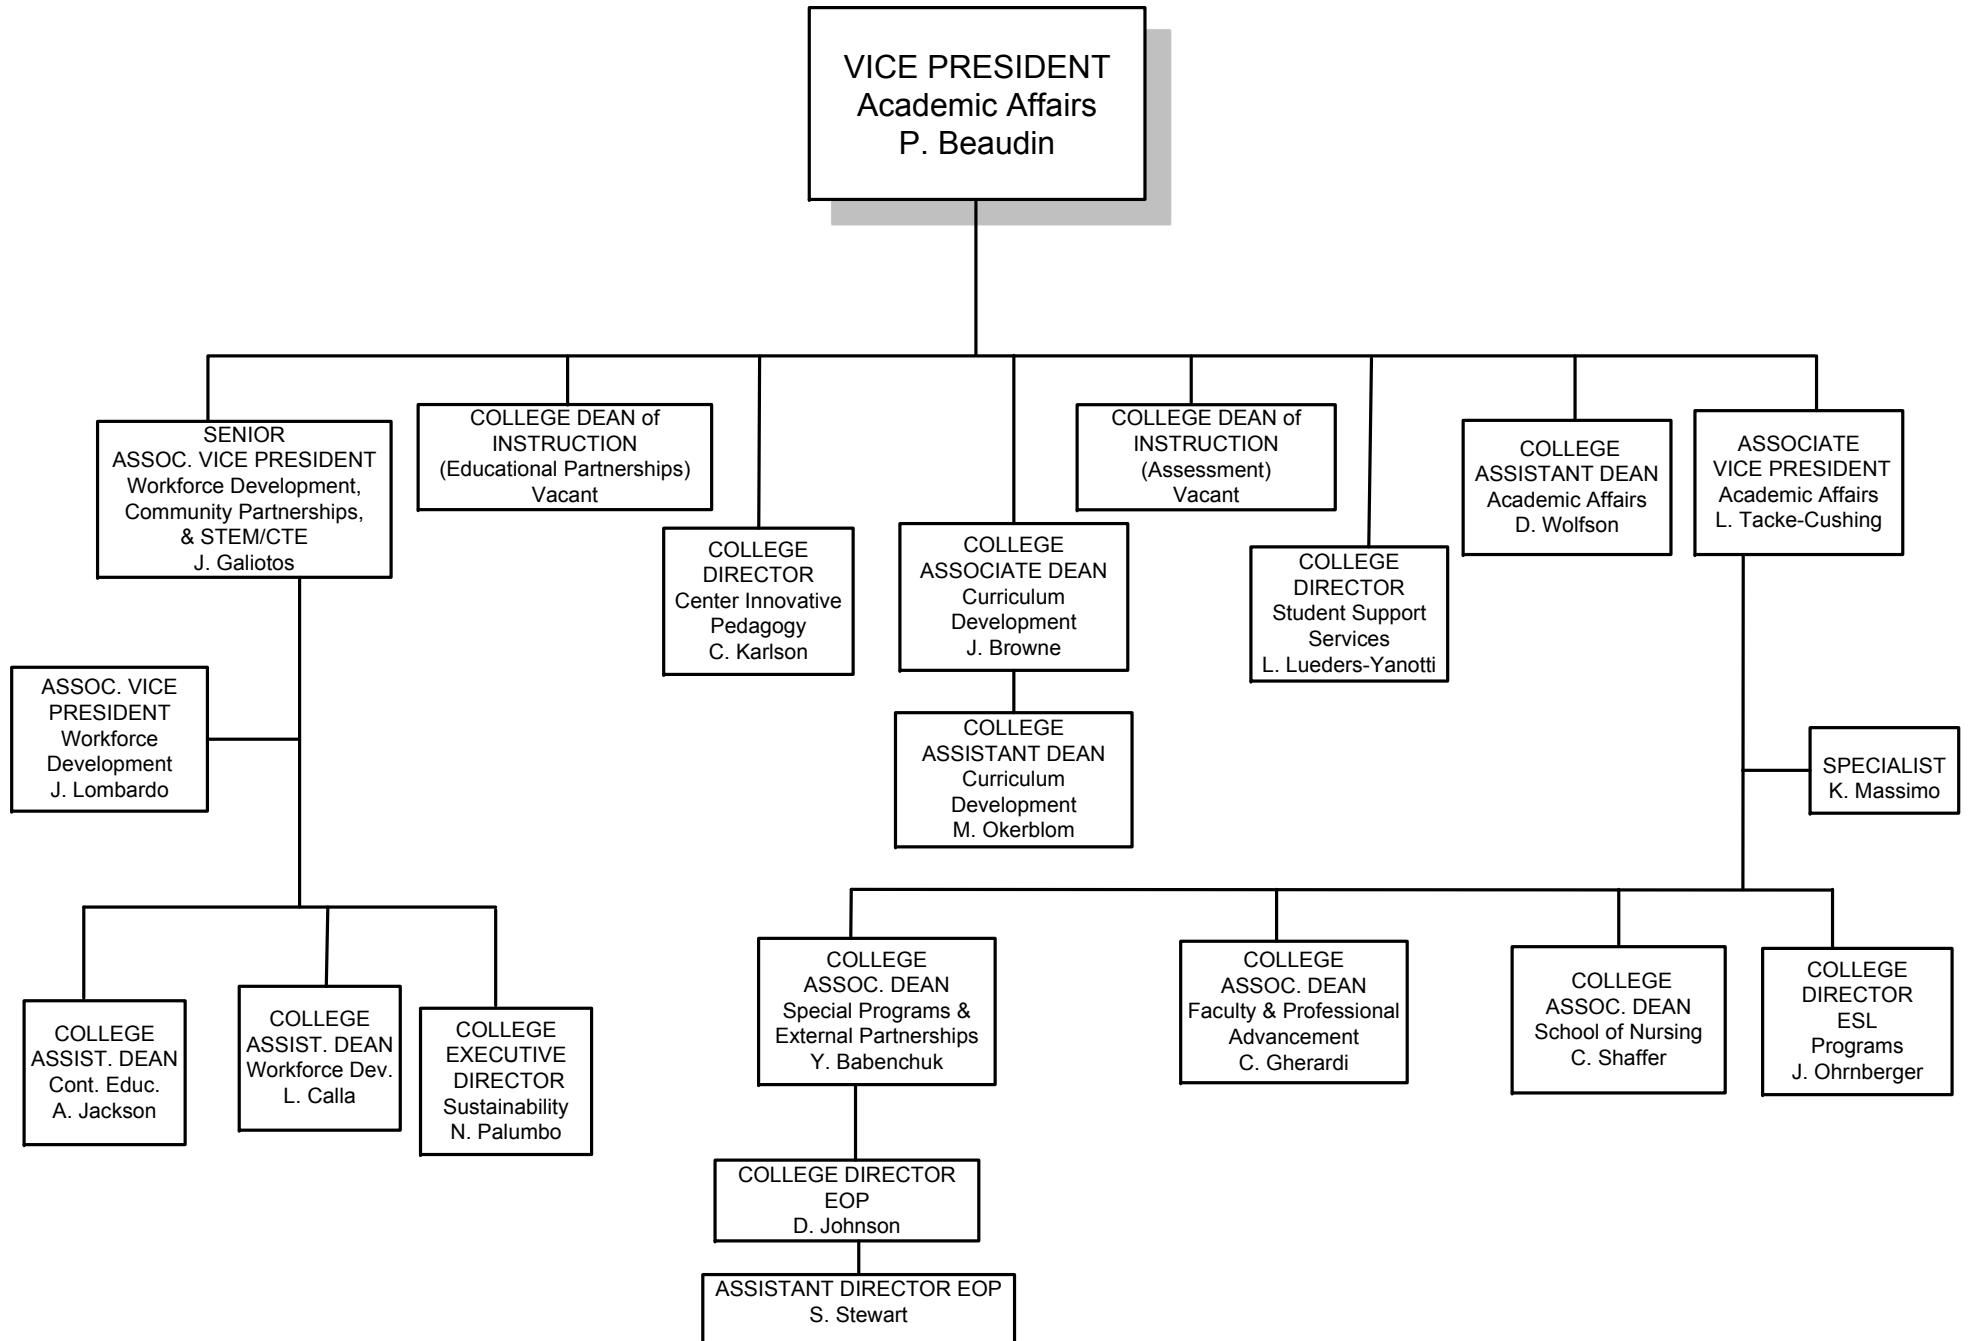 VICE PRESIDENT
Academic Affairs
P. Beaudin
SENIOR
ASSOC. VICE PRESIDENT
Workforce Development,
Community Partnerships,
& STEM/CTE
J. Galiotos
COLLEGE DEAN of
INSTRUCTION
(Educational Partnerships)
Vacant
COLLEGE
DIRECTOR
Center Innovative
Pedagogy
C. Karlson
COLLEGE
ASSOCIATE DEAN
Curriculum
Development
J. Browne
COLLEGE DEAN of
INSTRUCTION
(Assessment)
Vacant
COLLEGE
DIRECTOR
Student Support
Services
L. Lueders-Yanotti
COLLEGE
ASSISTANT DEAN
Academic Affairs
D. Wolfson
ASSOCIATE
VICE PRESIDENT
Academic Affairs
L. Tacke-Cushing
ASSOC. VICE
PRESIDENT
Workforce
Development
J. Lombardo
COLLEGE
ASSISTANT DEAN
Curriculum
Development
M. Okerblom
SPECIALIST
K. Massimo
COLLEGE
ASSIST. DEAN
Cont. Educ.
A. Jackson
COLLEGE
ASSIST. DEAN
Workforce Dev.
L. Calla
COLLEGE
EXECUTIVE
DIRECTOR
Sustainability
N. Palumbo
COLLEGE
ASSOC. DEAN
Special Programs &
External Partnerships
Y. Babenchuk
COLLEGE
ASSOC. DEAN
Faculty & Professional
Advancement
C. Gherardi
COLLEGE
ASSOC. DEAN
School of Nursing
C. Shaffer
COLLEGE
DIRECTOR
ESL
Programs
J. Ohrnberger
COLLEGE DIRECTOR
EOP
D. Johnson
ASSISTANT DIRECTOR EOP
S. Stewart